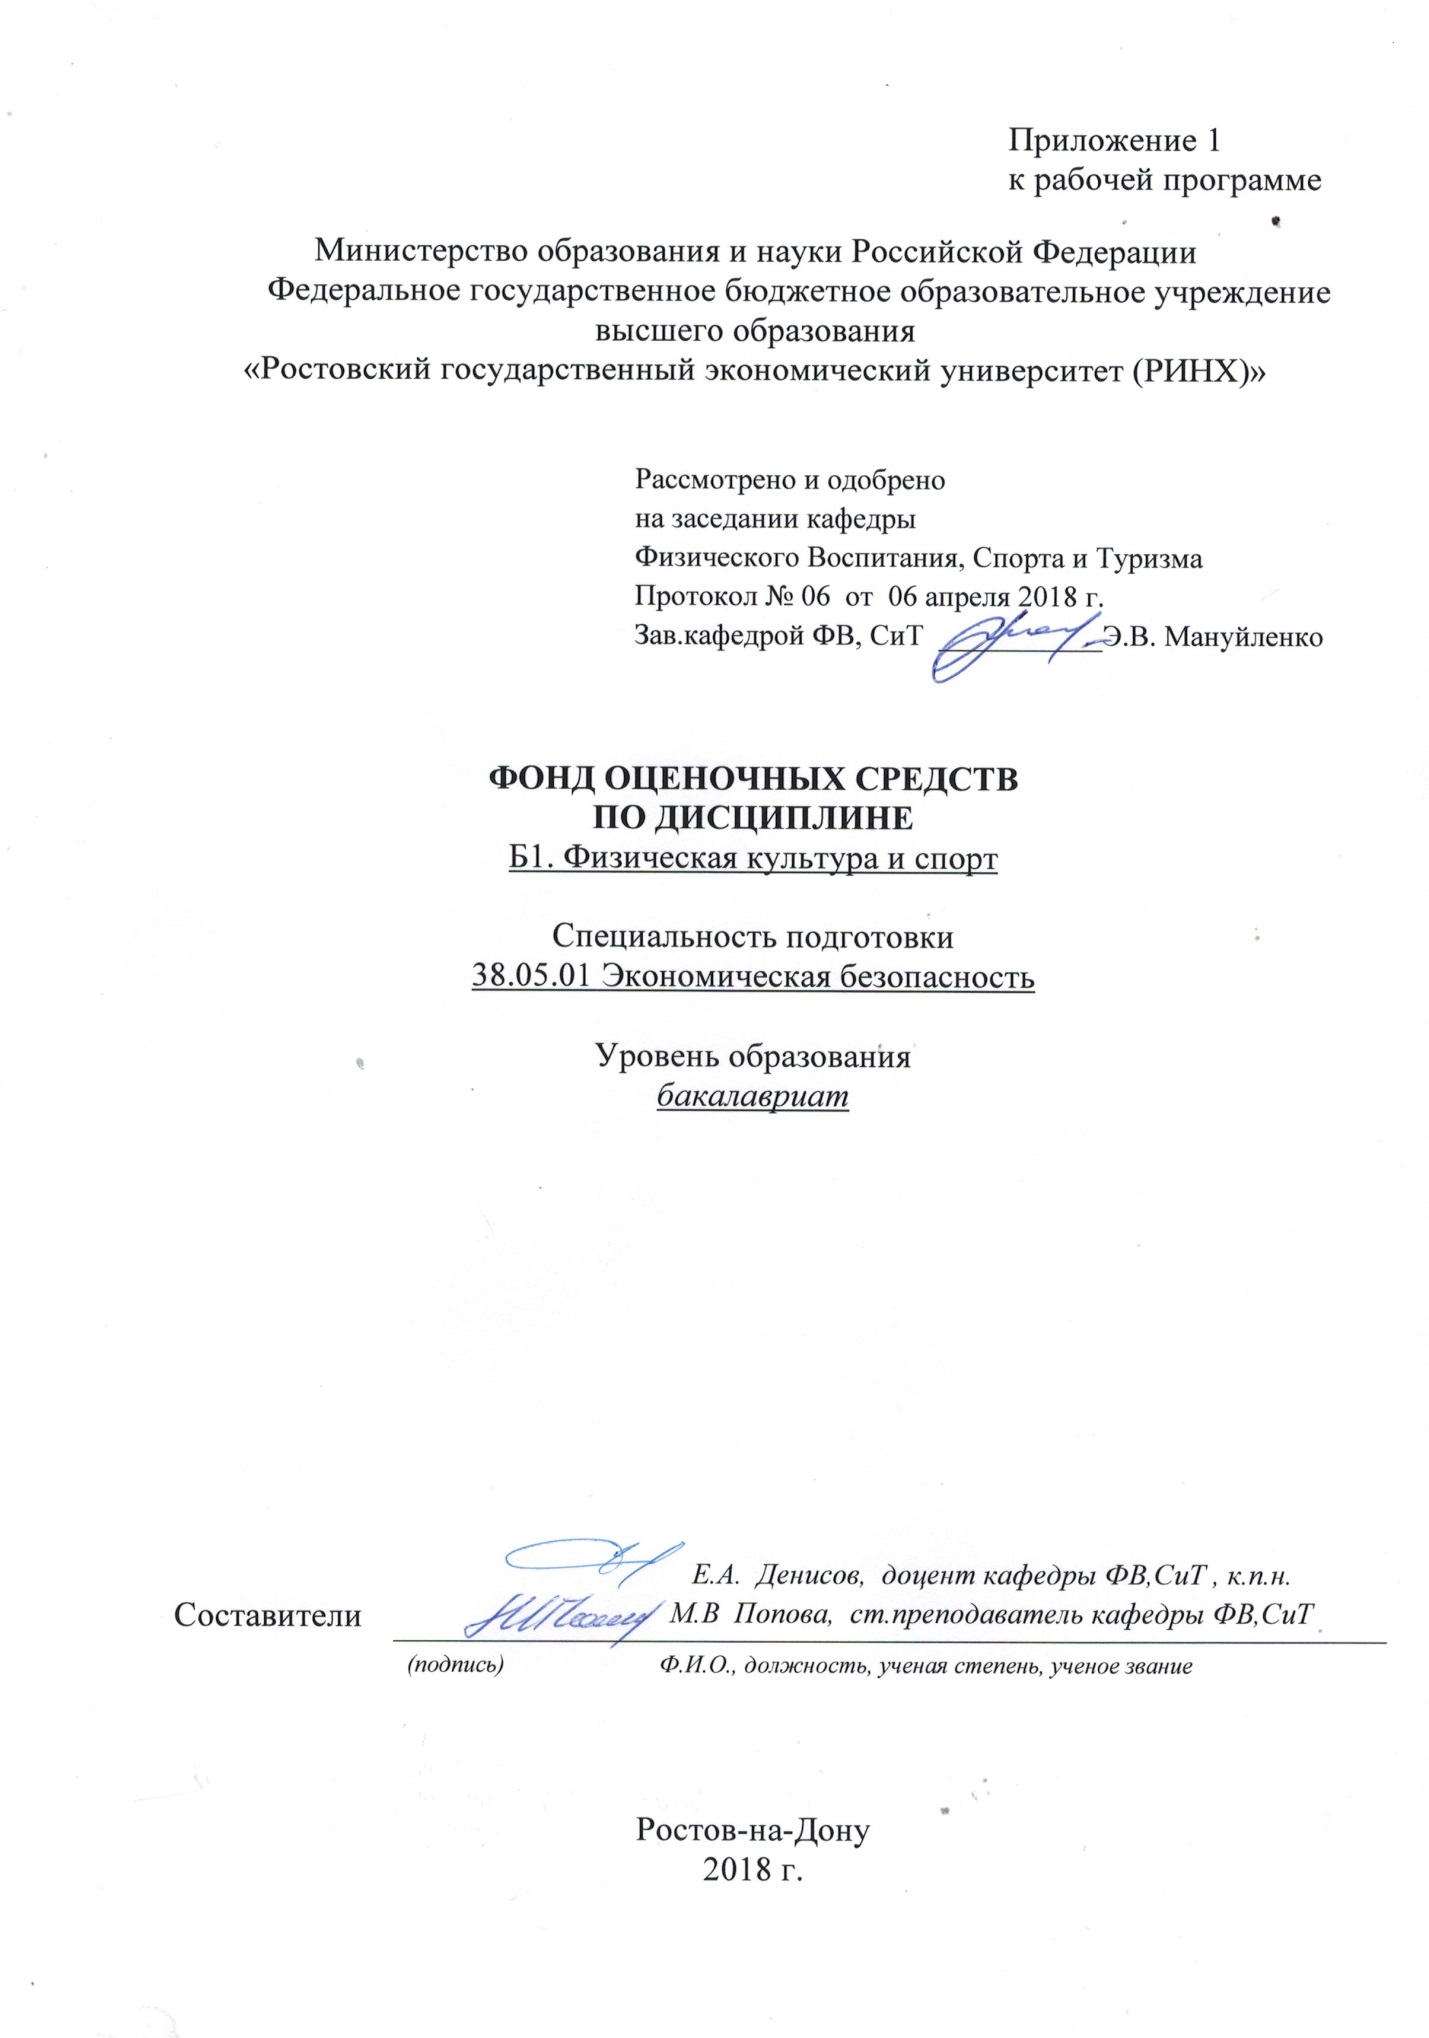 Приложение 1
к рабочей программе
Министерство образования и науки Российской Федерации
Федеральное государственное бюджетное образовательное учреждение
высшего образования
«Ростовский государственный экономический университет (РИНХ)»
Рассмотрено и одобрено
на заседании кафедры
Физического Воспитания, Спорта и Туризма
Протокол № 06 от 06 апреля 2018 г.
Зав.кафедрой ФВ, СиТ ____________Э.В. Мануйленко
ФОНД ОЦЕНОЧНЫХ СРЕДСТВ
ПО ДИСЦИПЛИНЕ
Б1. Физическая культура и спорт
Специальность подготовки
38.05.01 Экономическая безопасность
Уровень образования
бакалавриат
Е.А. Денисов, доцент кафедры ФВ,СиТ , к.п.н.
Составители М.В Попова, ст.преподаватель кафедры ФВ,СиТ
(подпись) Ф.И.О., должность, ученая степень, ученое звание
Ростов-на-Дону
2018 г.